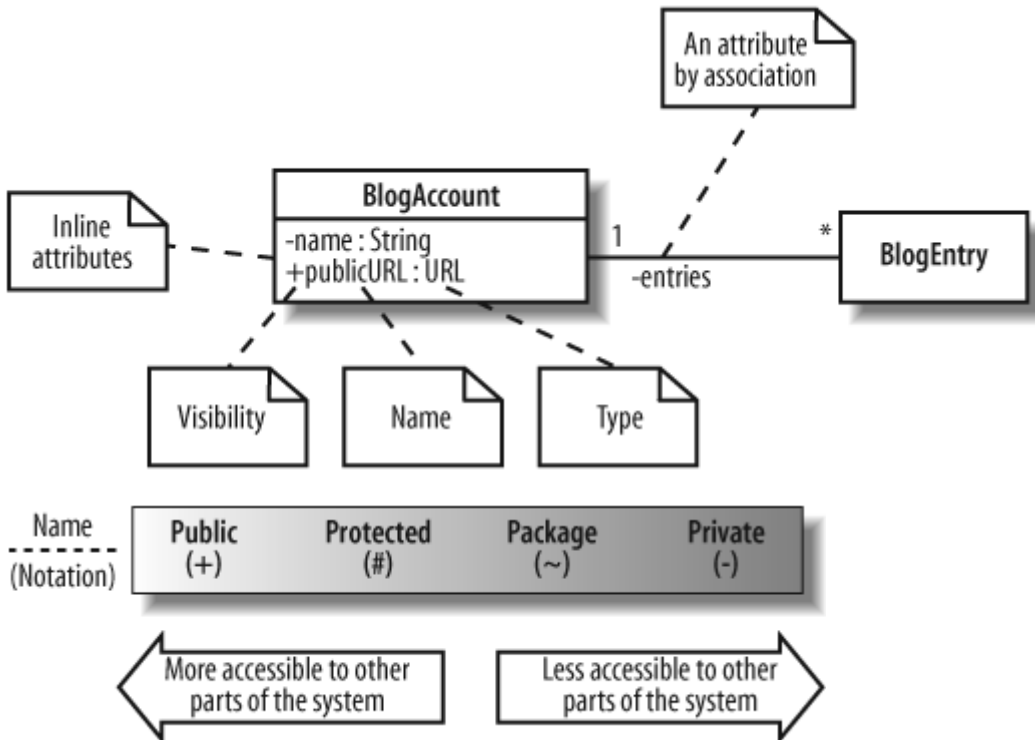 An attribute
by association
BlogAccount
Inline
attributes
-name : String
+publicURL : URL
1
*
-entries
BlogEntry
Visibility
Name
Type
Name
(Notation)
Public
(+)
Protected
(#)
Package
(~)
Private
(-)
More accessible to other
parts of the system
Less accessible to other
parts of the system